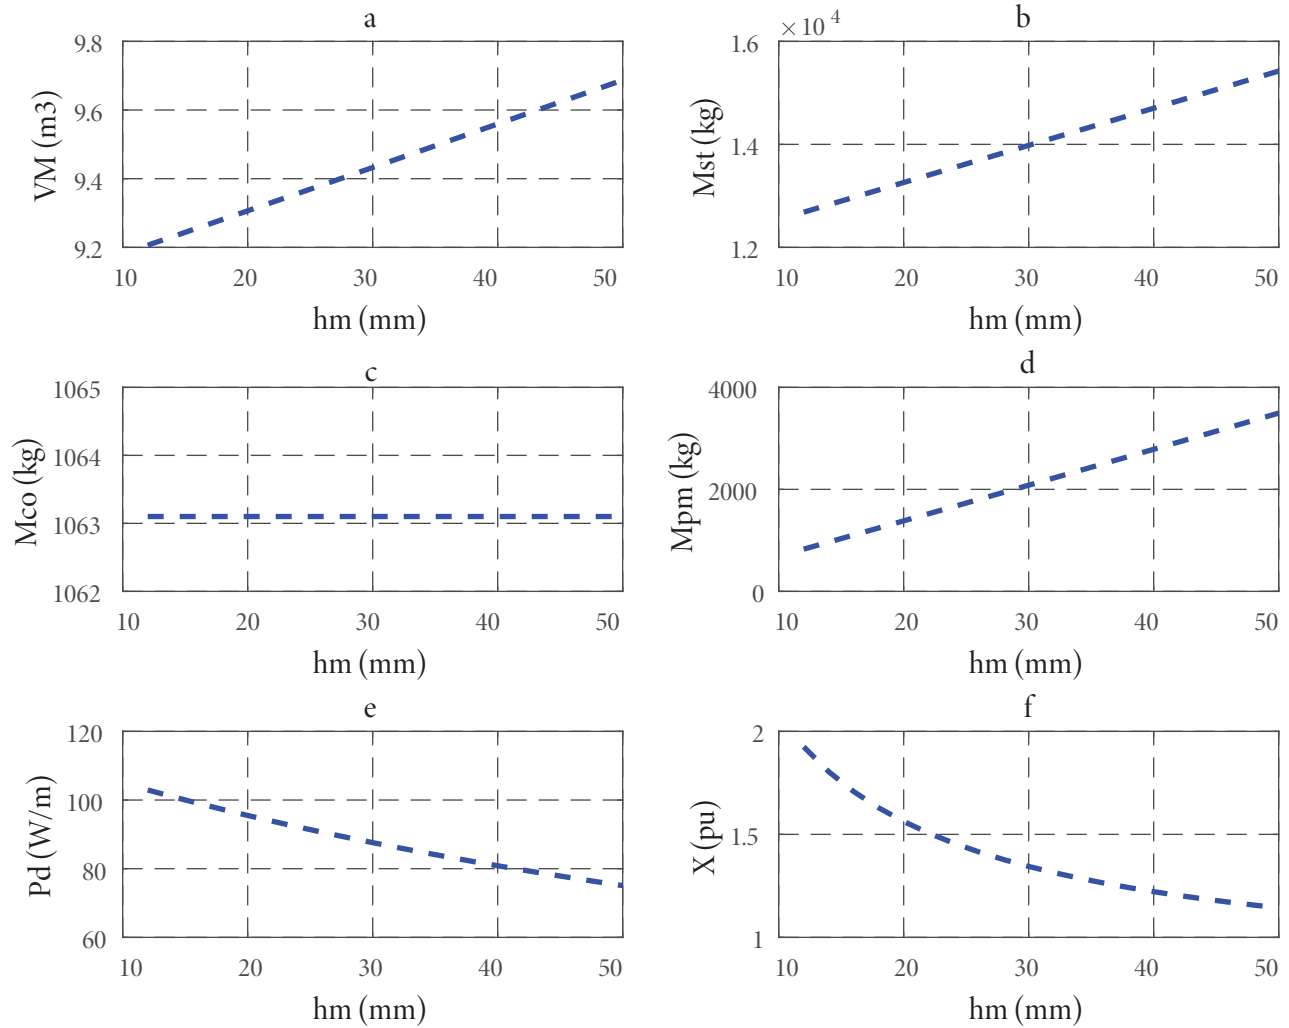 a
VM (m3)
9.8
9.6
9.4
9.2
10 20 30 40 50
hm (mm)
b
×10 4
Mst (kg)
1.6
1.4
1.2
10 20 30 40 50
hm (mm)
c
Mco (kg)
1065
1064
1063
1062
10 20 30 40 50
hm (mm)
d
Mpm (kg)
4000
2000
0
10 20 30 40 50
hm (mm)
e
Pd (W/m)
120
100
80
60
10 20 30 40 50
hm (mm)
f
X (pu)
2
1.5
1
10 20 30 40 50
hm (mm)